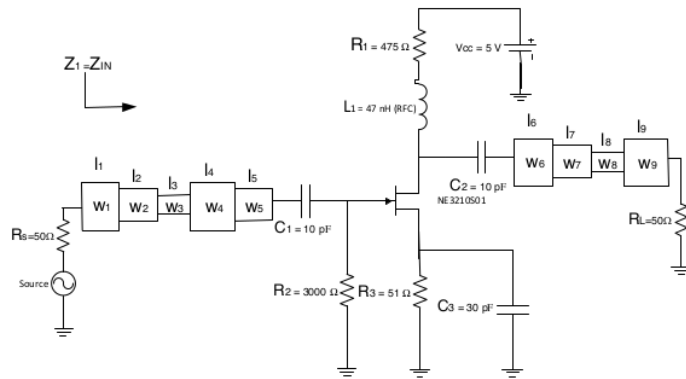 R1 = 475 Ω
Vcc = 5 V
+
-
Z1 =ZIN
L1 = 47 nH (RFC)
l1
l2
l3
l4
l5
l6
l7
l8
l9
W1
W2
W3
W4
W5
W6
W7
W8
W9
C2 = 10 pF
NE3210S01
C1 = 10 pF
Rs=50Ω
RL=50Ω
Source
R2 = 3000 Ω
R3 = 51 Ω
C3 = 30 pF